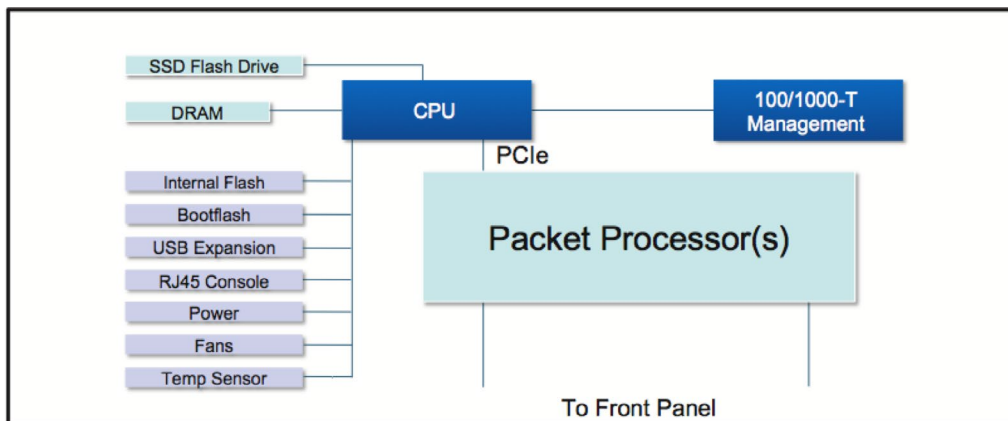 SSD Flash Drive
DRAM
CPU
100/1000-T
Management
PCIe
Internal Flash
Bootflash
USB Expansion
RJ45 Console
Power
Fans
Temp Sensor
Packet Processor(s)
To Front Panel